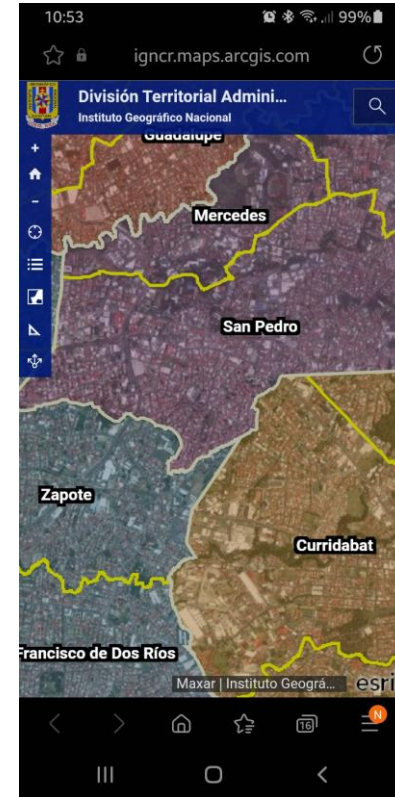 10:53
99%
igncr.maps.arcgis.com
División Territorial Admini...
Instituto Geográfico Nacional
Guadalupe
Mercedes
San Pedro
Zapote
Curridabat
Francisco de Dos Ríos
Maxar | Instituto Geográ...
esri
16
N